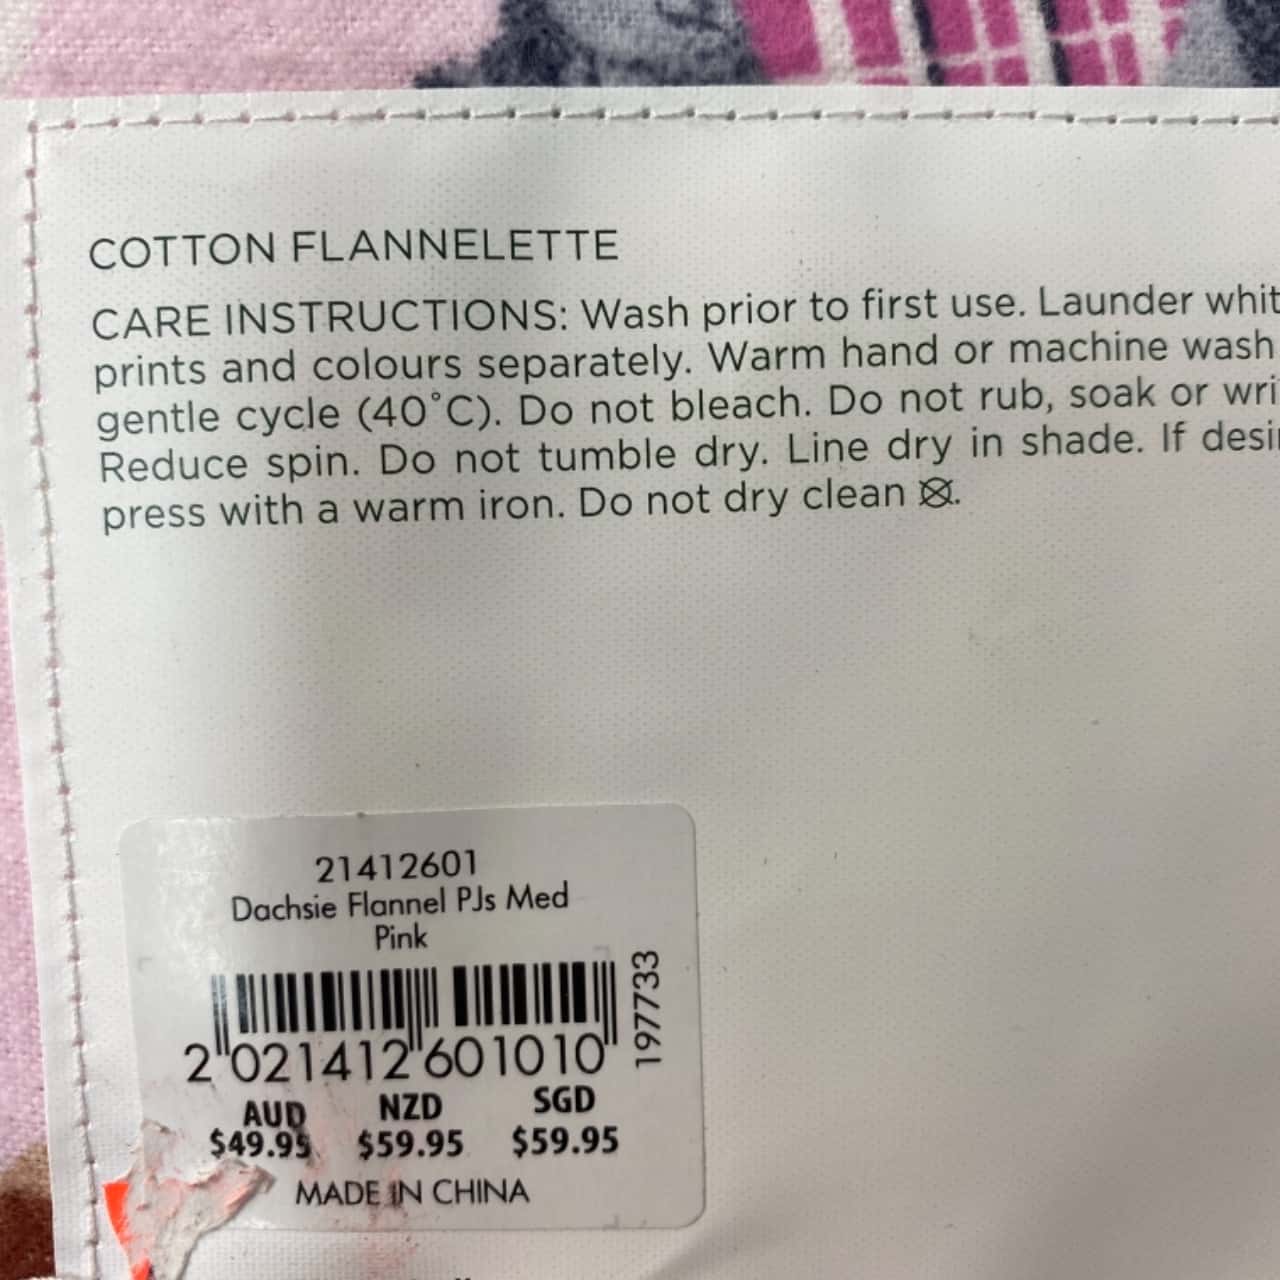 COTTON FLANNELETTE
CARE INSTRUCTIONS: Wash prior to first use. Launder whit
prints and colours separately. Warm hand or machine wash
gentle cycle (40°C). Do not bleach. Do not rub, soak or wri
Reduce spin. Do not tumble dry. Line dry in shade. If desi
press with a warm iron. Do not dry clean.
21412601
Dachsie Flannel PJs Med
Pink
197733
2 021412 601010
AUD NZD SGD
$49.95 $59.95 $59.95
MADE IN CHINA